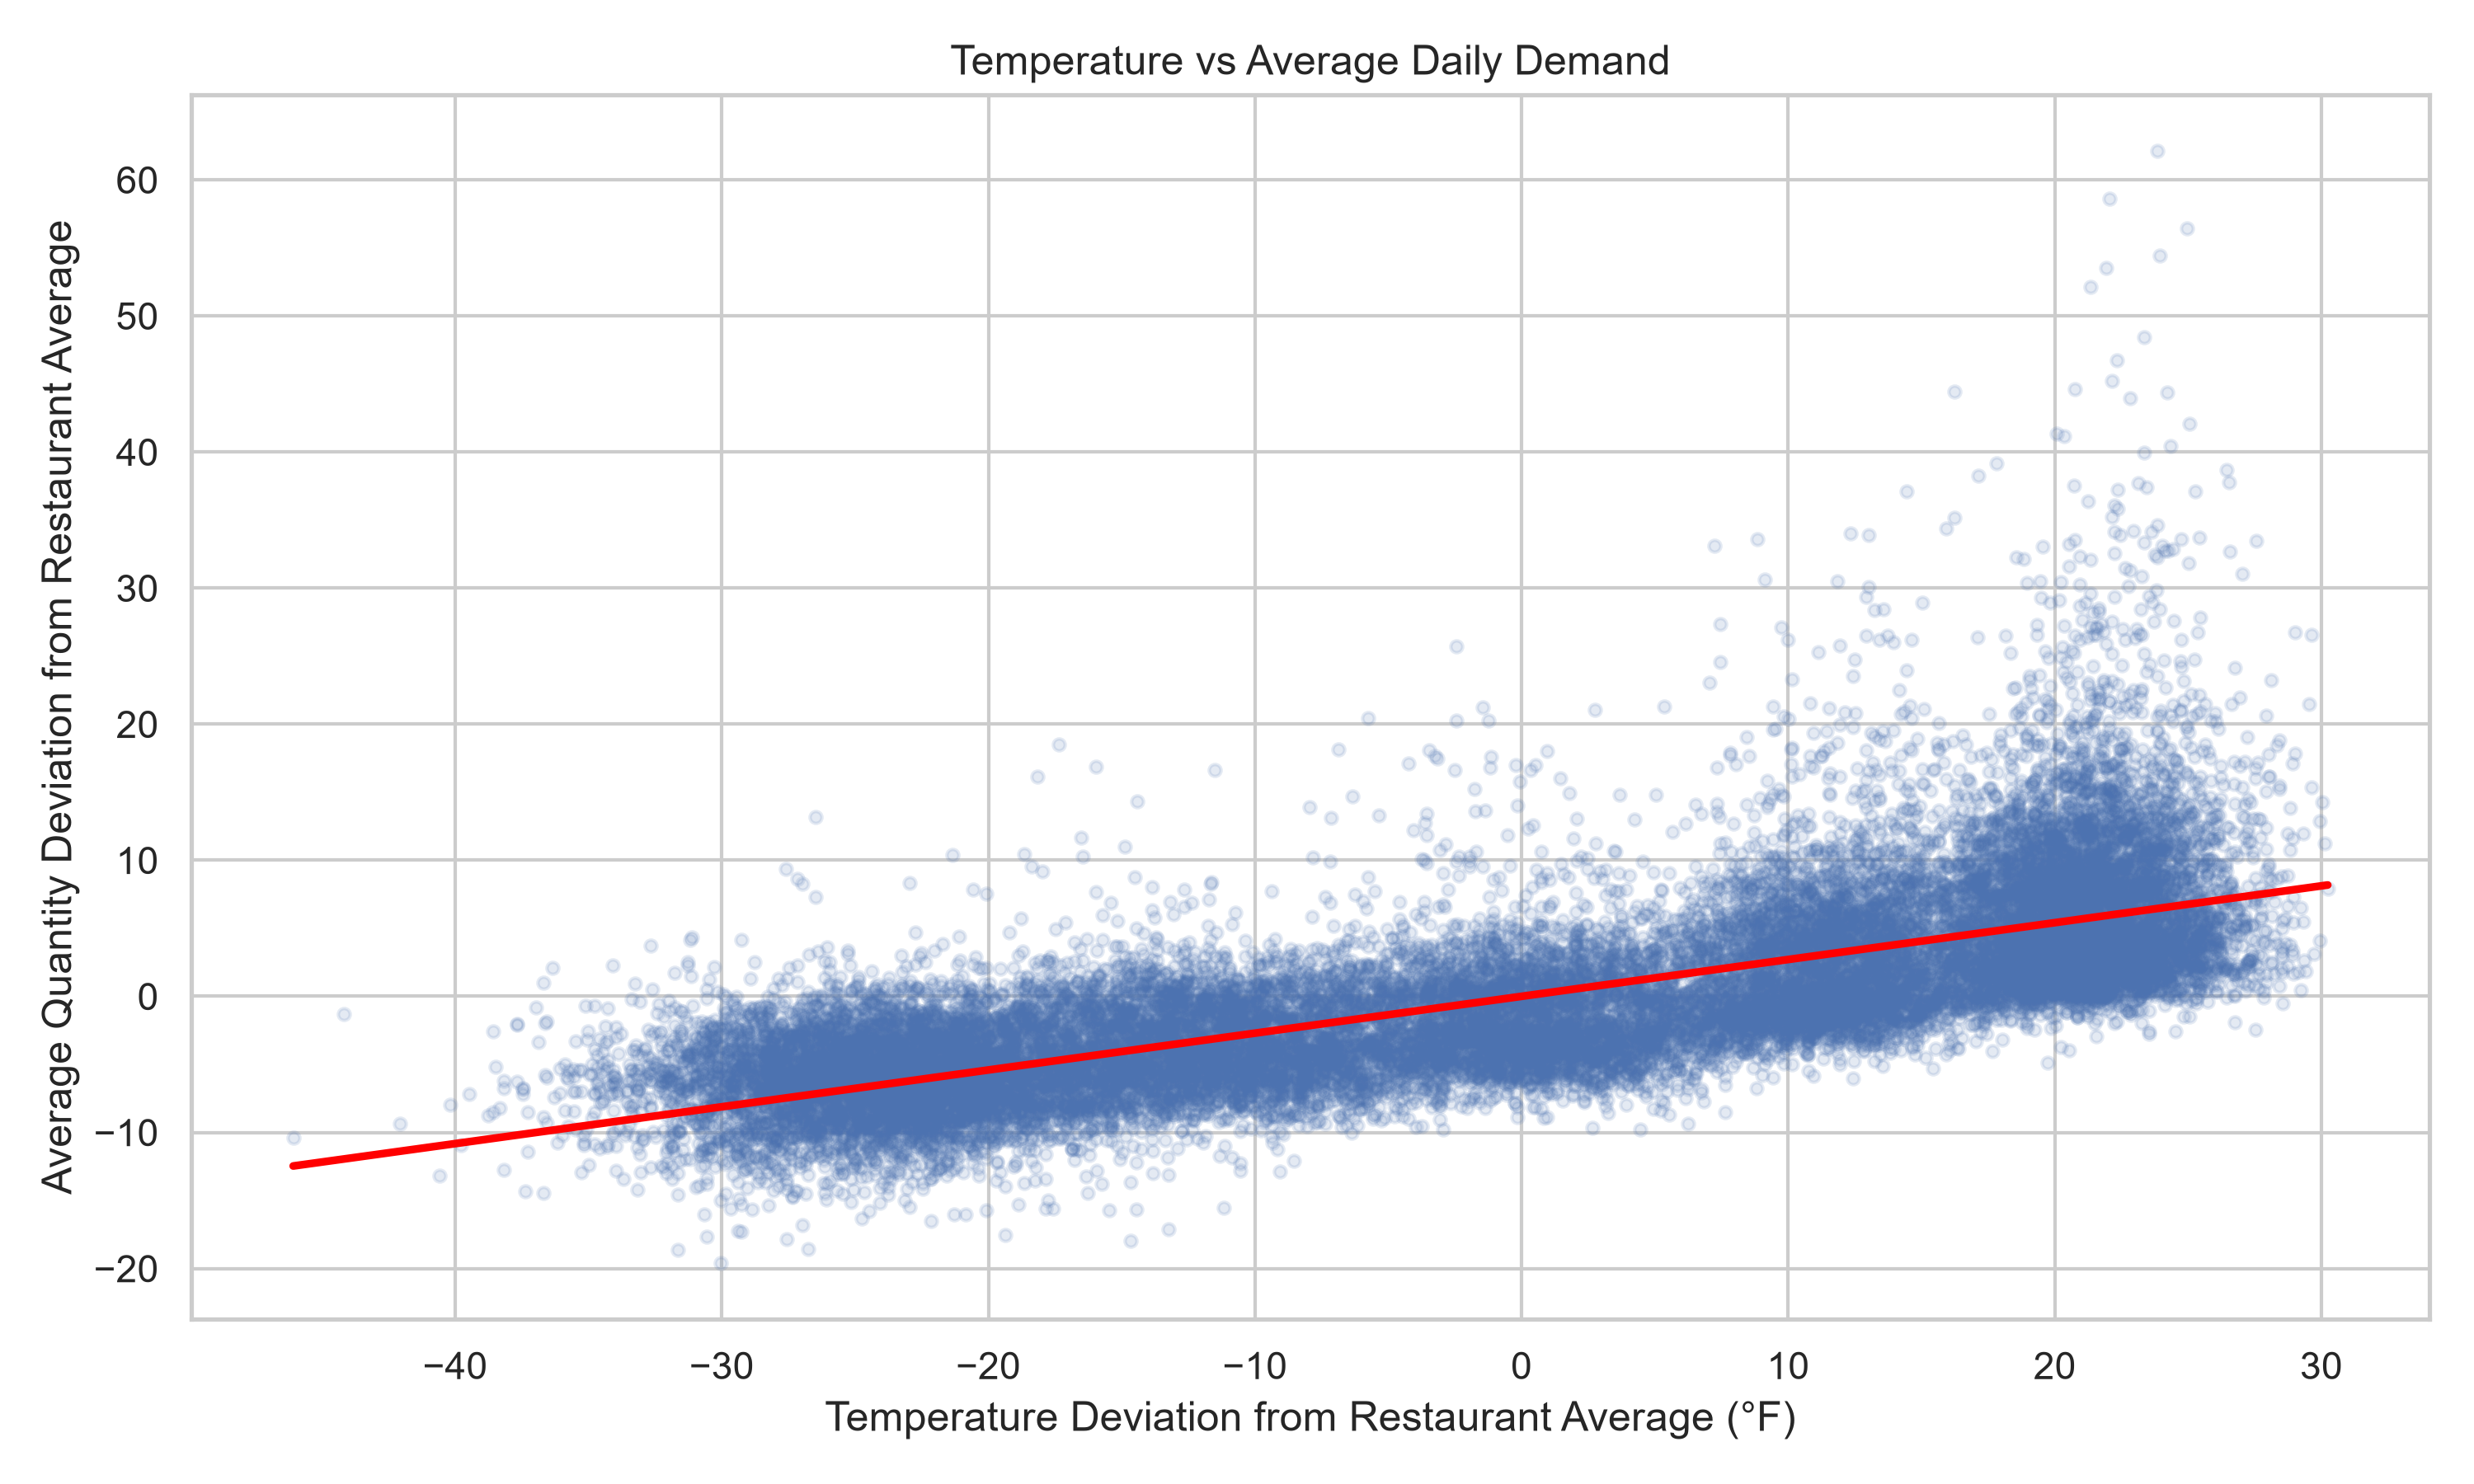 Temperature vs Average Daily Demand
Average Quantity Deviation from Restaurant Average
60
50
40
30
20
10
0
−10
−20
−40 −30 −20 −10 0 10 20 30
Temperature Deviation from Restaurant Average (°F)